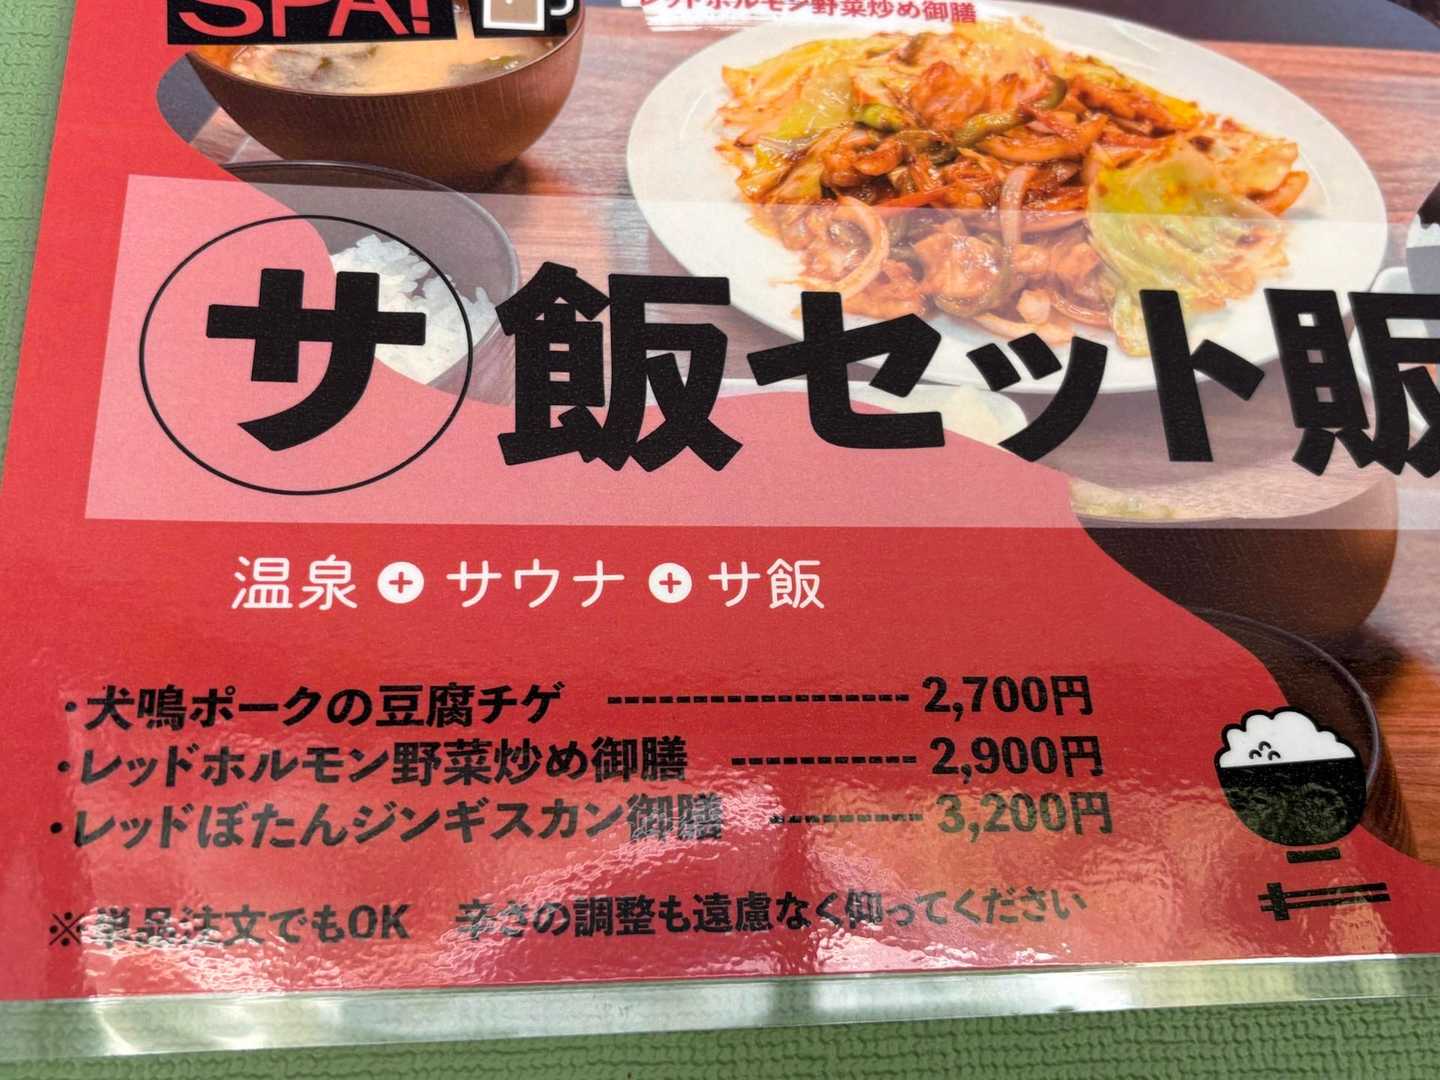 SPA!
レッドホルモン野菜炒め御膳
サ飯セット販
温泉+サウナ+サ飯
・犬鳴ポークの豆腐チゲ ------------------- 2,700円
・レッドホルモン野菜炒め御膳 ------------ 2,900円
・レッドぼたんジンギスカン御膳 ---------- 3,200円
※単品注文でもOK 辛さの調整も遠慮なく仰ってください